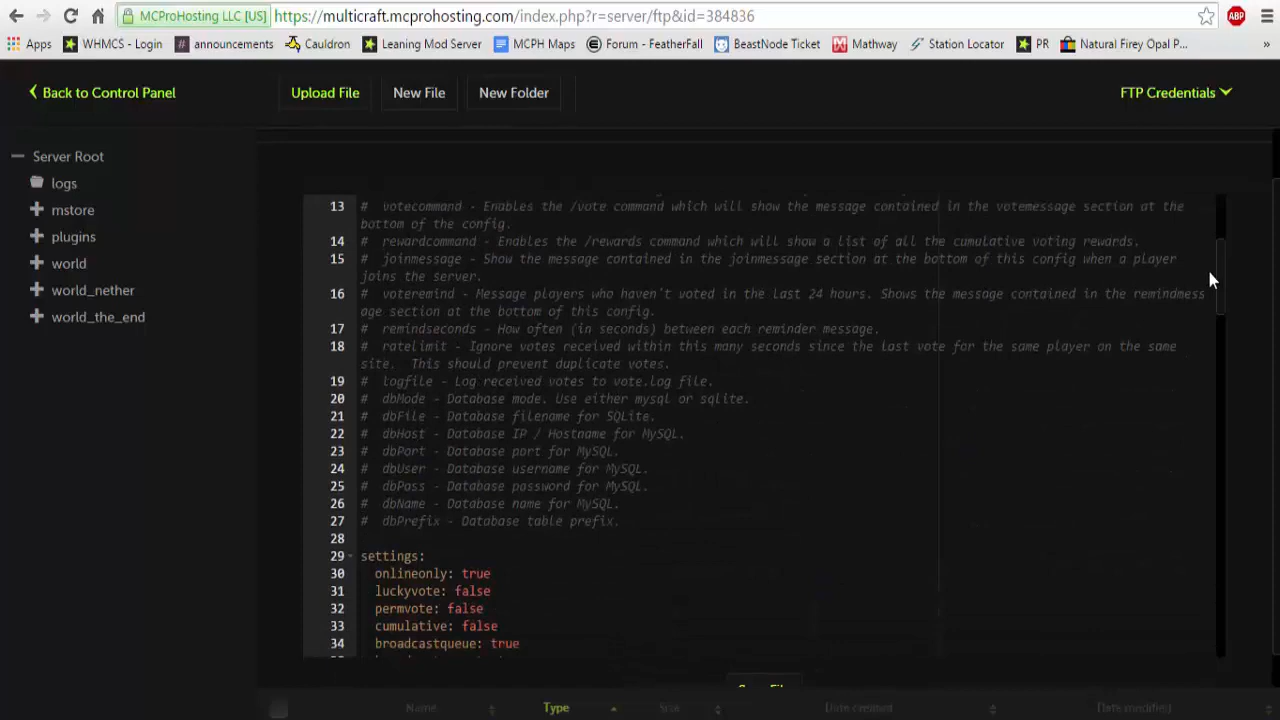 MCProHosting LLC [US] https://multicraft.mcprohosting.com/index.php?r=server/ftp&id=384836 ABP
Apps WHMCS - Login announcements Cauldron Leaning Mod Server MCPH Maps Forum - FeatherFall BeastNode Ticket Mathway Station Locator PR Natural Firey Opal P... »
Back to Control Panel Upload File New File New Folder FTP Credentials
Server Root
logs
mstore
plugins
world
world_nether
world_the_end
13 # votecommand - Enables the /vote command which will show the message contained in the votemessage section at the
bottom of the config.
14 # rewardcommand - Enables the /rewards command which will show a list of all the cumulative voting rewards.
15 # joinmessage - Show the message contained in the joinmessage section at the bottom of this config when a player
joins the server.
16 # voteremind - Message players who haven't voted in the last 24 hours. Shows the message contained in the remindmess
age section at the bottom of this config.
17 # remindseconds - How often (in seconds) between each reminder message.
18 # ratelimit - Ignore votes received within this many seconds since the last vote for the same player on the same
site. This should prevent duplicate votes.
19 # logfile - Log received votes to vote.log file.
20 # dbMode - Database mode. Use either mysql or sqlite.
21 # dbFile - Database filename for SQLite.
22 # dbHost - Database IP / Hostname for MySQL.
23 # dbPort - Database port for MySQL.
24 # dbUser - Database username for MySQL.
25 # dbPass - Database password for MySQL.
26 # dbName - Database name for MySQL.
27 # dbPrefix - Database table prefix.
28
29 settings:
30 onlineonly: true
31 luckyvote: false
32 permvote: false
33 cumulative: false
34 broadcastqueue: true
Name Type Size Date created Date modified